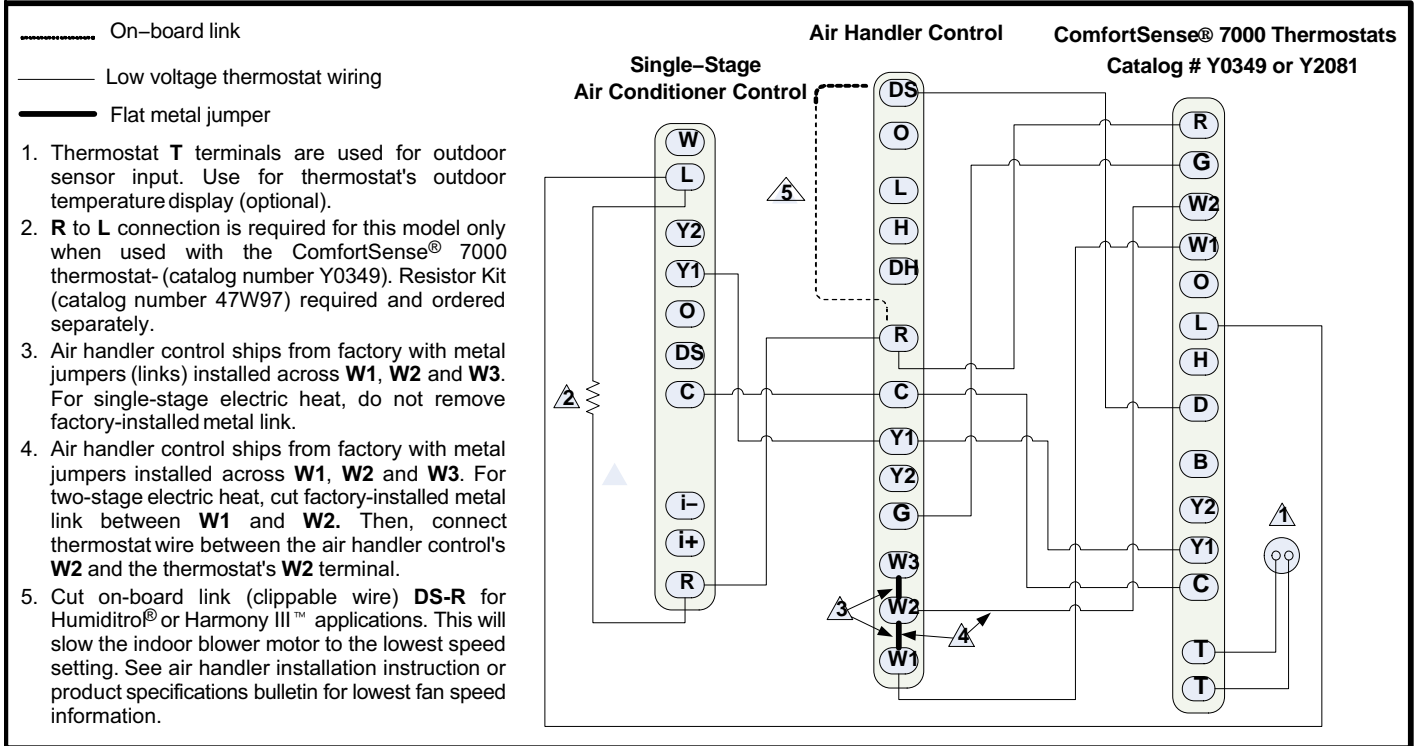 On−board link
Low voltage thermostat wiring
Flat metal jumper
1. Thermostat T terminals are used for outdoor
sensor input. Use for thermostat's outdoor
temperature display (optional).
2. R to L connection is required for this model only
when used with the ComfortSense® 7000
thermostat- (catalog number Y0349). Resistor Kit
(catalog number 47W97) required and ordered
separately.
3. Air handler control ships from factory with metal
jumpers (links) installed across W1, W2 and W3.
For single-stage electric heat, do not remove
factory-installed metal link.
4. Air handler control ships from factory with metal
jumpers installed across W1, W2 and W3. For
two-stage electric heat, cut factory-installed metal
link between W1 and W2. Then, connect
thermostat wire between the air handler control's
W2 and the thermostat's W2 terminal.
5. Cut on-board link (clippable wire) DS-R for
Humiditrol® or Harmony III™ applications. This will
slow the indoor blower motor to the lowest speed
setting. See air handler installation instruction or
product specifications bulletin for lowest fan speed
information.
Single−Stage
Air Conditioner Control
W
L
Y2
Y1
O
DS
C
i−
i+
R
2
Air Handler Control
DS
O
L
H
DH
R
C
Y1
Y2
G
W3
W2
W1
5
3
4
ComfortSense® 7000 Thermostats
Catalog # Y0349 or Y2081
R
G
W2
W1
O
L
H
D
B
Y2
Y1
C
T
T
1